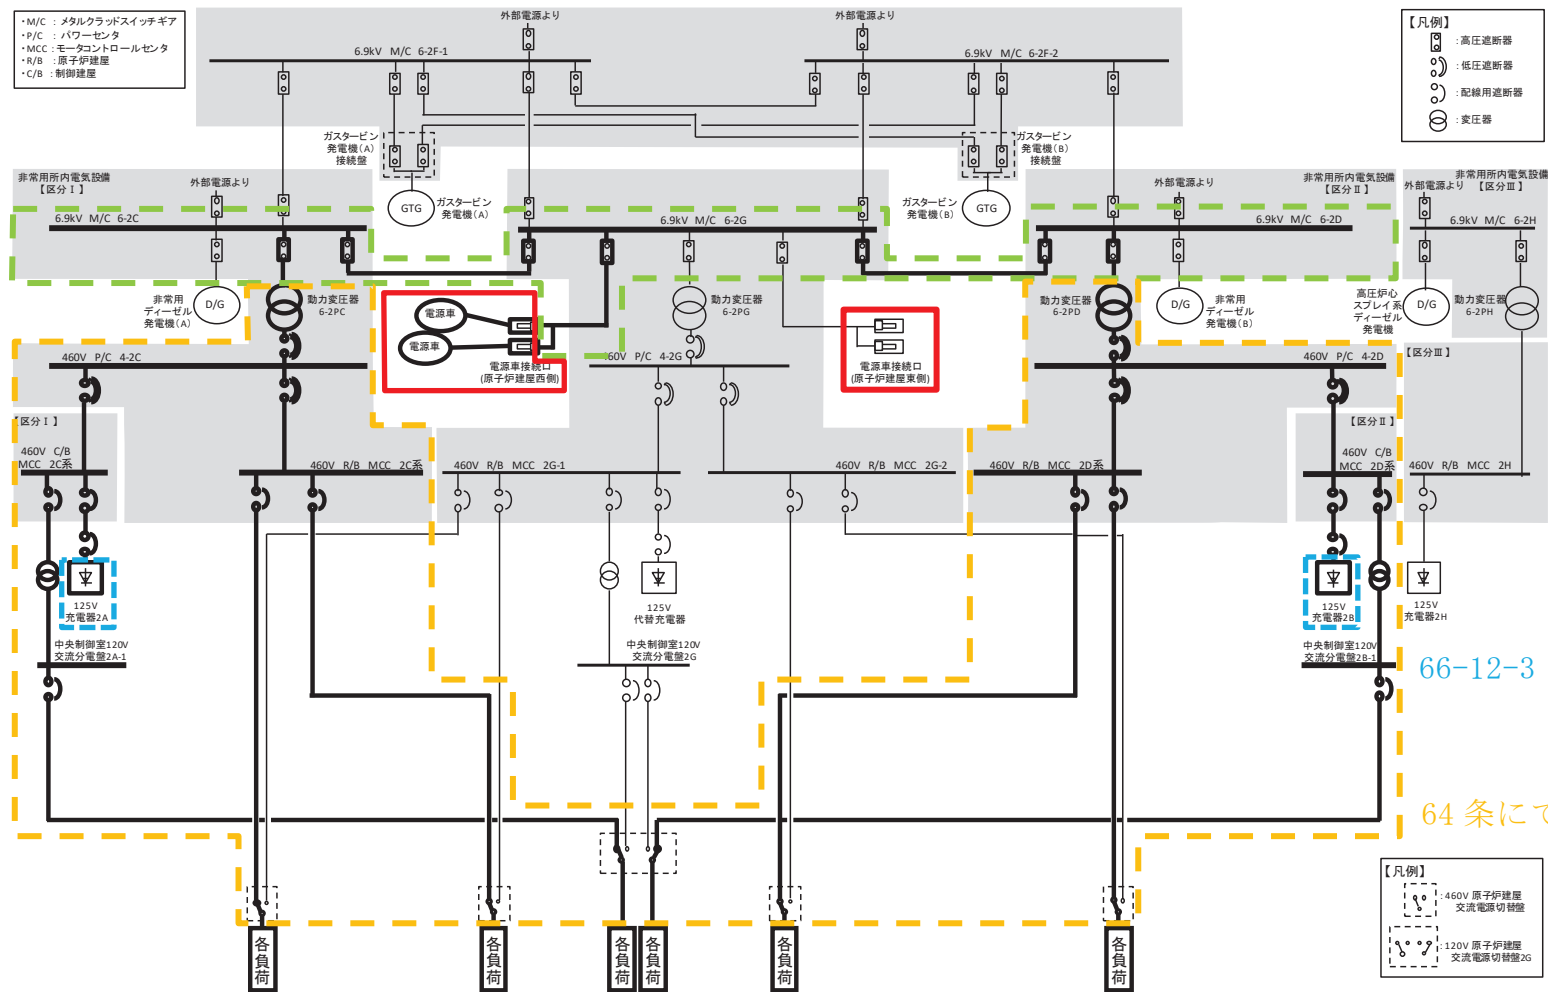 ・M/C ：メタルクラッドスイッチギア
・P/C ：パワーセンタ
・MCC：モータコントロールセンタ
・R/B：原子炉建屋
・C/B：制御建屋
外部電源より
外部電源より
【凡例】
：高圧遮断器
：低圧遮断器
：配線用遮断器
：変圧器
6.9kV M/C 6-2F-1
6.9kV M/C 6-2F-2
ガスタービン
発電機(A)
接続盤
ガスタービン
発電機(B)
接続盤
非常用所内電気設備
【区分Ⅰ】
外部電源より
GTG
ガスタービン
発電機(A)
ガスタービン
発電機(B)
GTG
外部電源より
非常用所内電気設備
【区分Ⅱ】
非常用所内電気設備
【区分Ⅲ】
外部電源より
6.9kV M/C 6-2C
6.9kV M/C 6-2G
6.9kV M/C 6-2D
6.9kV M/C 6-2H
D/G
非常用
ディーゼル
発電機(A)
動力変圧器
6-2PC
電源車
電源車
電源車接続口
(原子炉建屋西側)
動力変圧器
6-2PG
電源車接続口
(原子炉建屋東側)
動力変圧器
6-2PD
D/G
非常用
ディーゼル
発電機(B)
高圧炉心
スプレイ系
ディーゼル
発電機
D/G
動力変圧器
6-2PH
460V P/C 4-2C
460V P/C 4-2G
460V P/C 4-2D
【区分Ⅲ】
【区分Ⅰ】
【区分Ⅱ】
460V C/B
MCC 2C系
460V R/B MCC 2C系
460V R/B MCC 2G-1
460V R/B MCC 2G-2
460V R/B MCC 2D系
460V C/B
MCC 2D系
460V R/B MCC 2H
125V
充電器2A
125V
代替充電器
125V
充電器2B
125V
充電器2H
中央制御室120V
交流分電盤2A-1
中央制御室120V
交流分電盤2G
中央制御室120V
交流分電盤2B-1
66-12-3
64 条にて
【凡例】
：460V 原子炉建屋
交流電源切替盤
：120V 原子炉建屋
交流電源切替盤2G
各負荷
各負荷
各負荷
各負荷
各負荷
各負荷